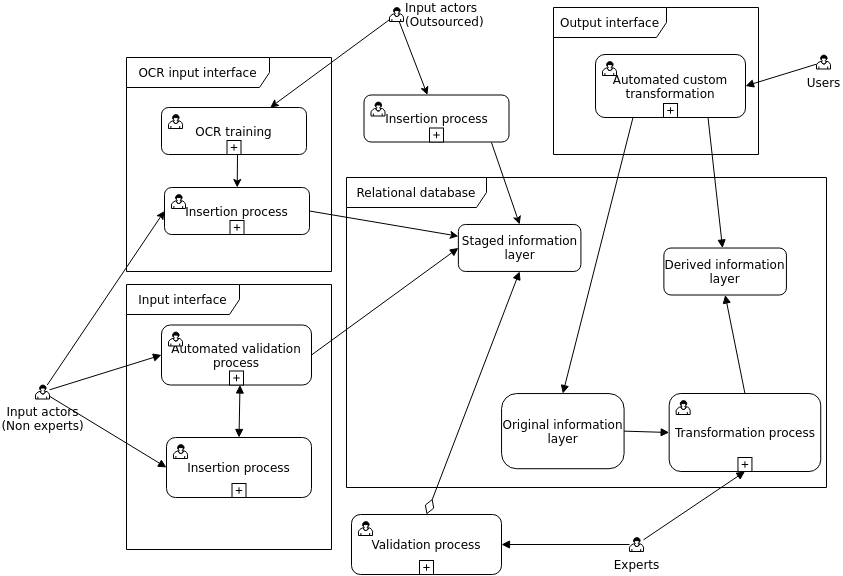 Input actors
(Outsourced)
Output interface
OCR input interface
Automated custom
transformation
Users
OCR training
Insertion process
Relational database
Insertion process
Staged information
layer
Derived information
layer
Input interface
Automated validation
process
Input actors
(Non experts)
Original information
layer
Transformation process
Insertion process
Validation process
Experts